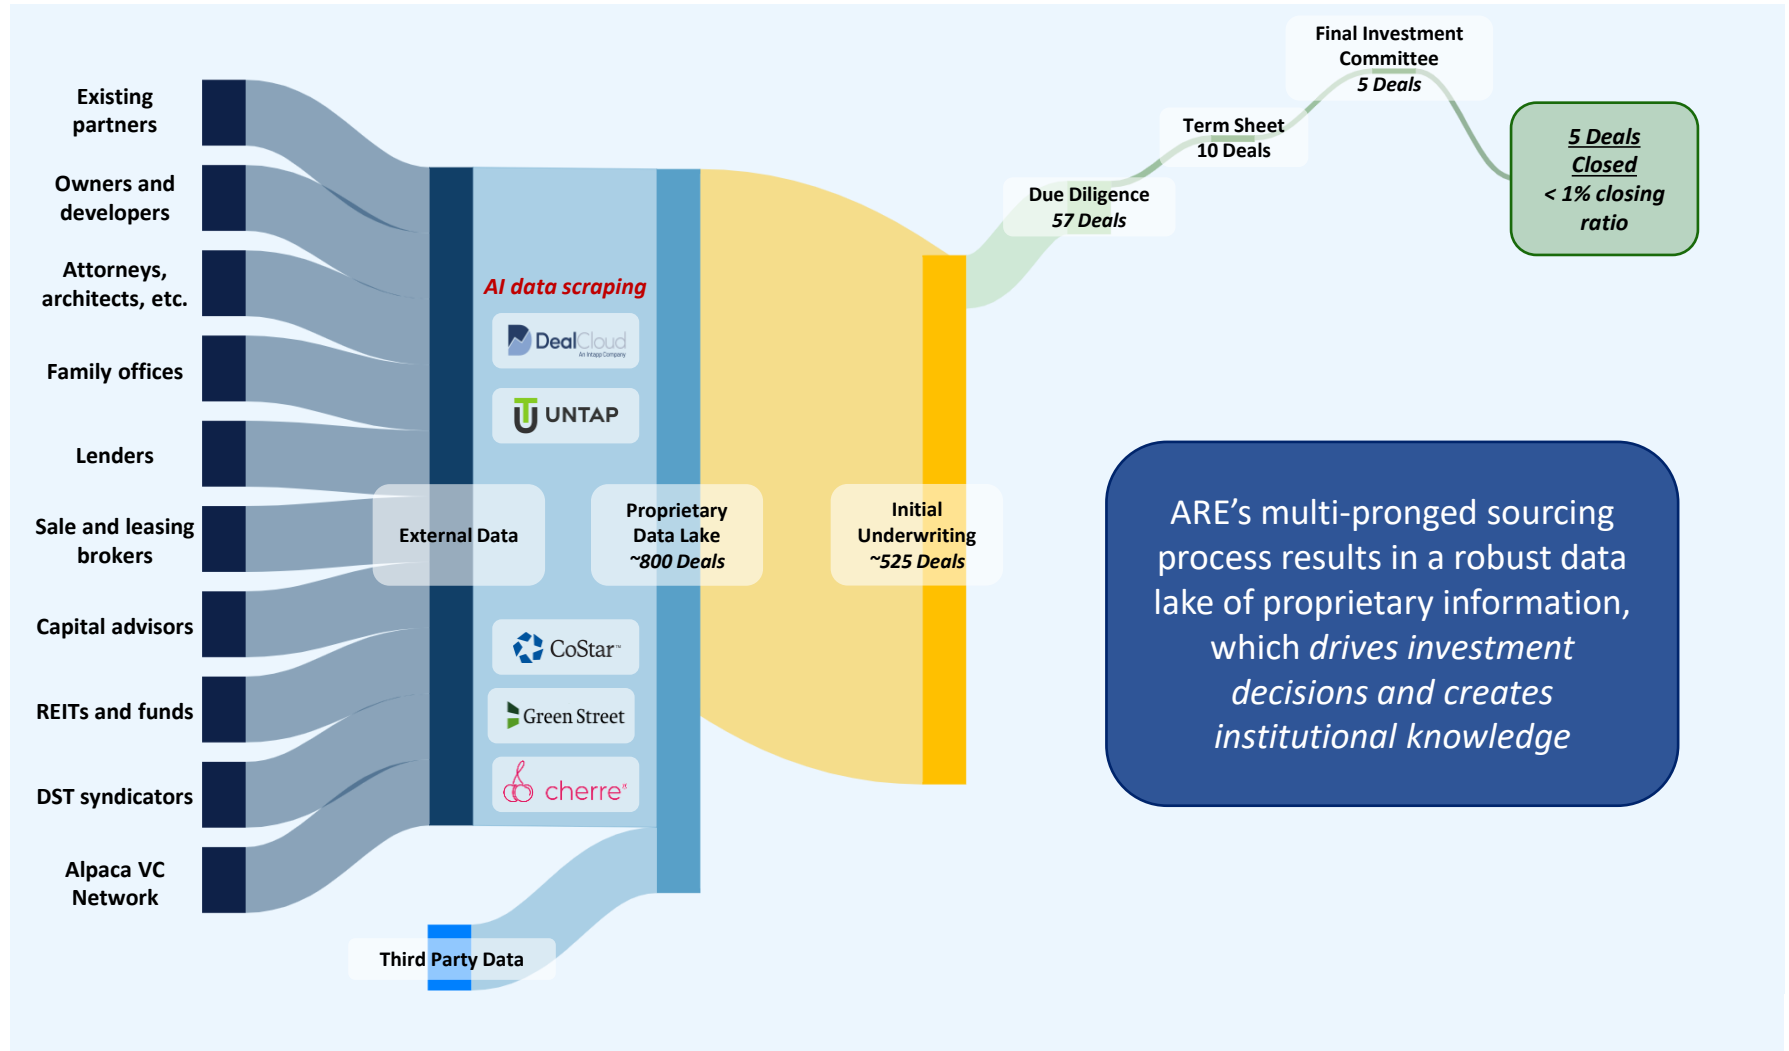 Existing
partners
Owners and
developers
Attorneys,
architects, etc.
Family offices
Lenders
Sale and leasing
brokers
Capital advisors
REITs and funds
DST syndicators
Alpaca VC
Network
External Data
Third Party Data
AI data scraping
DealCloud
An Intapp Company
UNTAP
CoStar™
Green Street
cherre
Proprietary
Data Lake
~800 Deals
Initial
Underwriting
~525 Deals
Due Diligence
57 Deals
Term Sheet
10 Deals
Final Investment
Committee
5 Deals
5 Deals
Closed
< 1% closing
ratio
ARE’s multi-pronged sourcing
process results in a robust data
lake of proprietary information,
which drives investment
decisions and creates
institutional knowledge